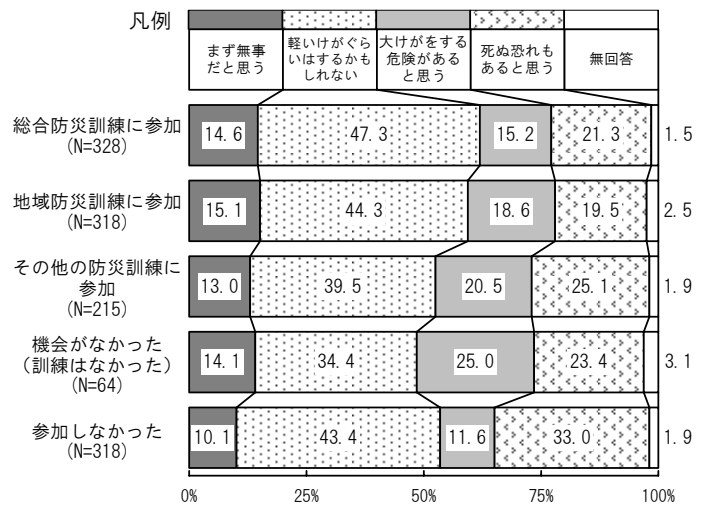 凡例
まず無事
だと思う
軽いけがぐら
いはするかも
しれない
大けがをする
危険がある
と思う
死ぬ恐れも
あると思う
無回答
総合防災訓練に参加
(N=328)
14.6
47.3
15.2
21.3
1.5
地域防災訓練に参加
(N=318)
15.1
44.3
18.6
19.5
2.5
その他の防災訓練に
参加
(N=215)
13.0
39.5
20.5
25.1
1.9
機会がなかった
（訓練はなかった）
(N=64)
14.1
34.4
25.0
23.4
3.1
参加しなかった
(N=318)
10.1
43.4
11.6
33.0
1.9
0%
25%
50%
75%
100%